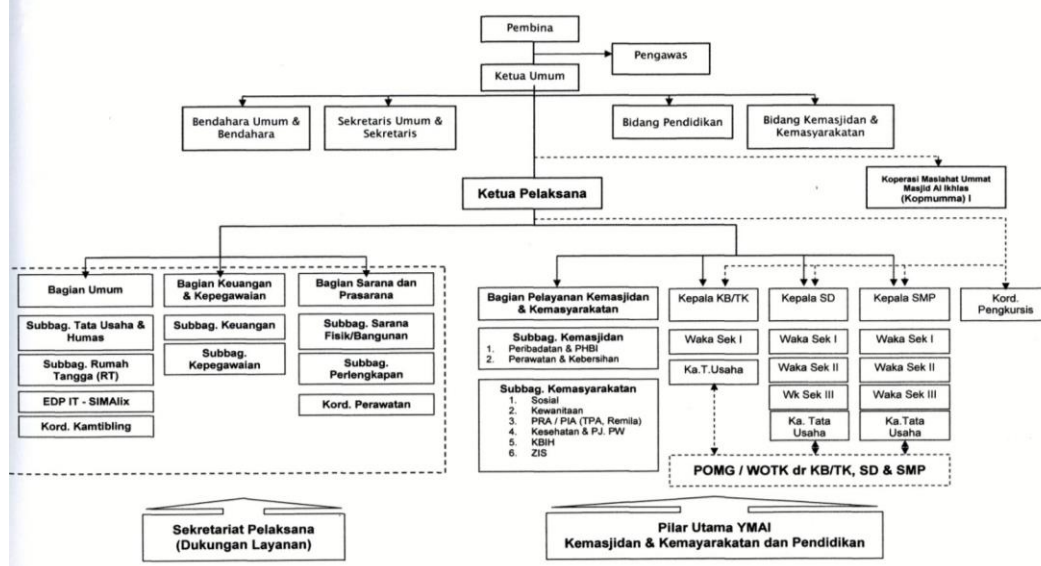 Pembina
Pengawas
Ketua Umum
Bendahara Umum &
Bendahara
Sekretaris Umum &
Sekretaris
Bidang Pendidikan
Bidang Kemasjidan &
Kemasyarakatan
Koperasi Maslahat Ummat
Masjid Al Ikhlas
(Kopmumma) I
Ketua Pelaksana
Bagian Umum
Subbag. Tata Usaha &
Humas
Subbag. Rumah
Tangga (RT)
EDP IT - SIMAlix
Kord. Kamtibling
Bagian Keuangan
& Kepegawaian
Subbag. Keuangan
Subbag.
Kepegawaian
Bagian Sarana dan
Prasarana
Subbag. Sarana
Fisik/Bangunan
Subbag.
Perlengkapan
Kord. Perawatan
Bagian Pelayanan Kemasjidan
& Kemasyarakatan
Subbag. Kemasjidan
1. Peribadatan & PHBI
2. Perawatan & Kebersihan
Subbag. Kemasyarakatan
1. Sosial
2. Kewanitaan
3. PRA / PIA (TPA, Remila)
4. Kesehatan & PJ. PW
5. KBIH
6. ZIS
Kepala KB/TK
Waka Sek I
Ka.T.Usaha
Kepala SD
Waka Sek I
Waka Sek II
Wk Sek III
Ka. Tata
Usaha
Kepala SMP
Waka Sek I
Waka Sek II
Waka Sek III
Ka.Tata
Usaha
Kord.
Pengkursis
POMG / WOTK dr KB/TK, SD & SMP
Sekretariat Pelaksana
(Dukungan Layanan)
Pilar Utama YMAI
Kemasjidan & Kemayarakatan dan Pendidikan